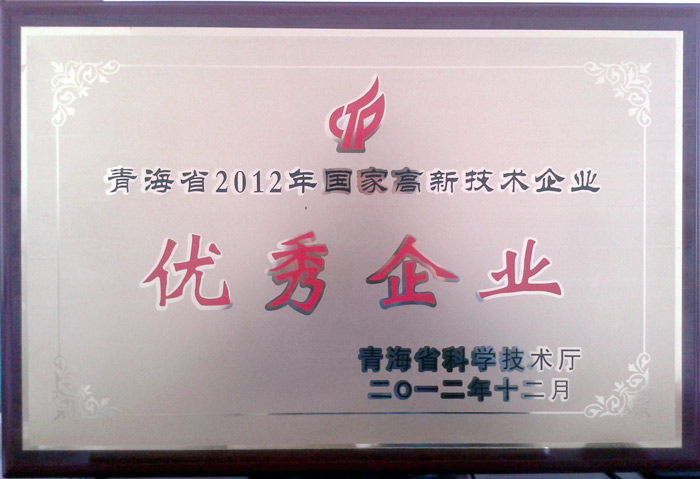 青海省2012年国家高新技术企业
优秀企业
青海省科学技术厅
二〇一二年十二月